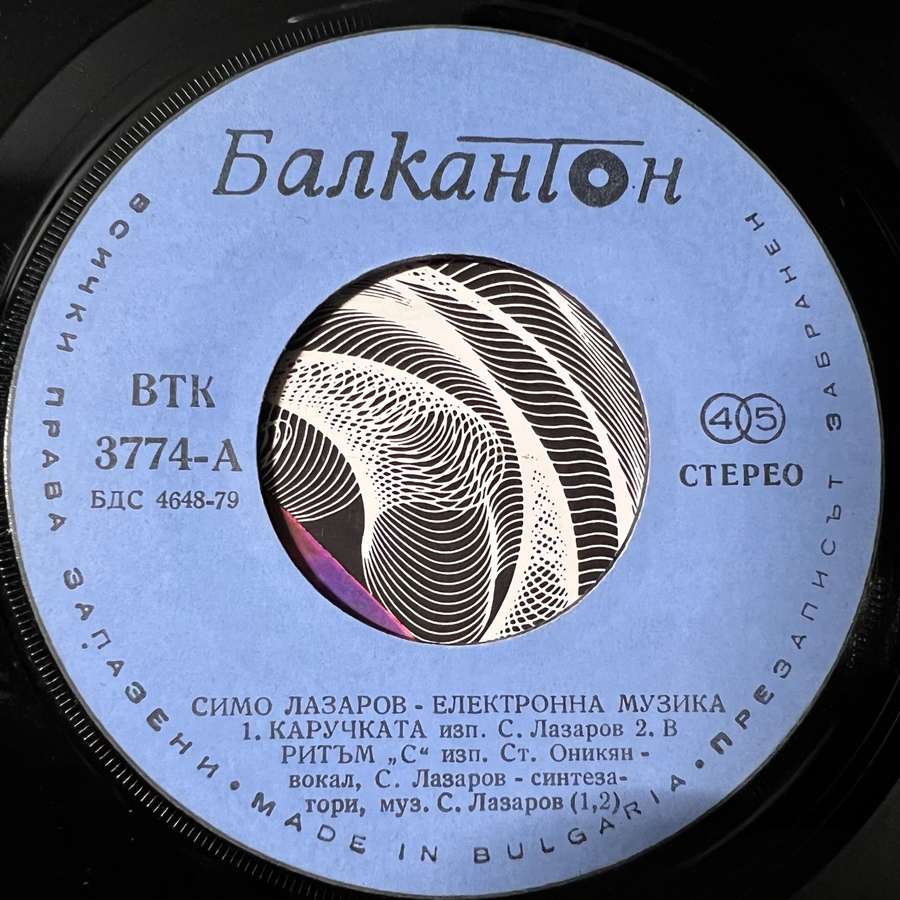 Балкантон
ВСИЧКИ ПРАВА ЗАПАЗЕНИ • MADE IN BULGARIA • ПРЕЗАПИСЪТ ЗАБРАНЕН
ВТК
3774-А
БДС 4648-79
45
СТЕРЕО
СИМО ЛАЗАРОВ - ЕЛЕКТРОННА МУЗИКА
1. КАРУЧКАТА изп. С. Лазаров 2. В
РИТЪМ „С“ изп. Ст. Оникян -
вокал, С. Лазаров - синтеза-
тори, муз. С. Лазаров (1,2)